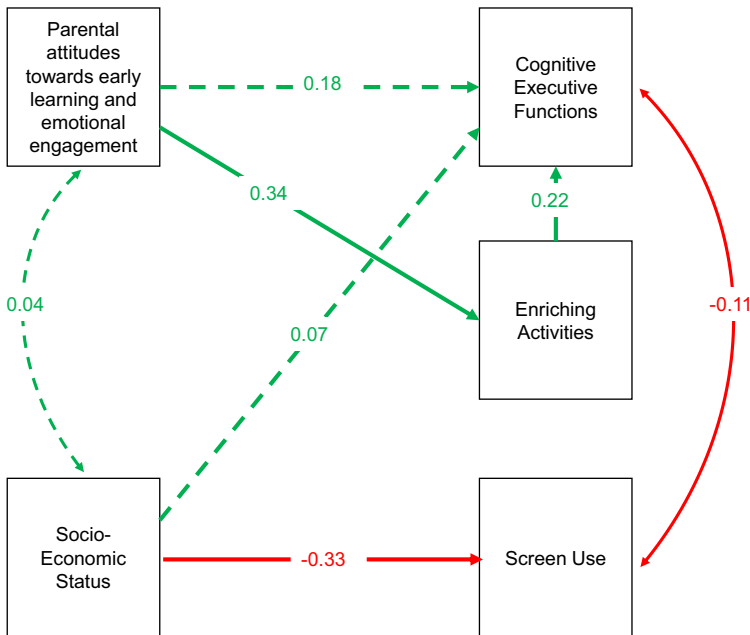 Parental
attitudes
towards early
learning and
emotional
engagement
0.18
Cognitive
Executive
Functions
0.34
0.22
0.04
0.07
Enriching
Activities
-0.11
Socio-
Economic
Status
-0.33
Screen Use